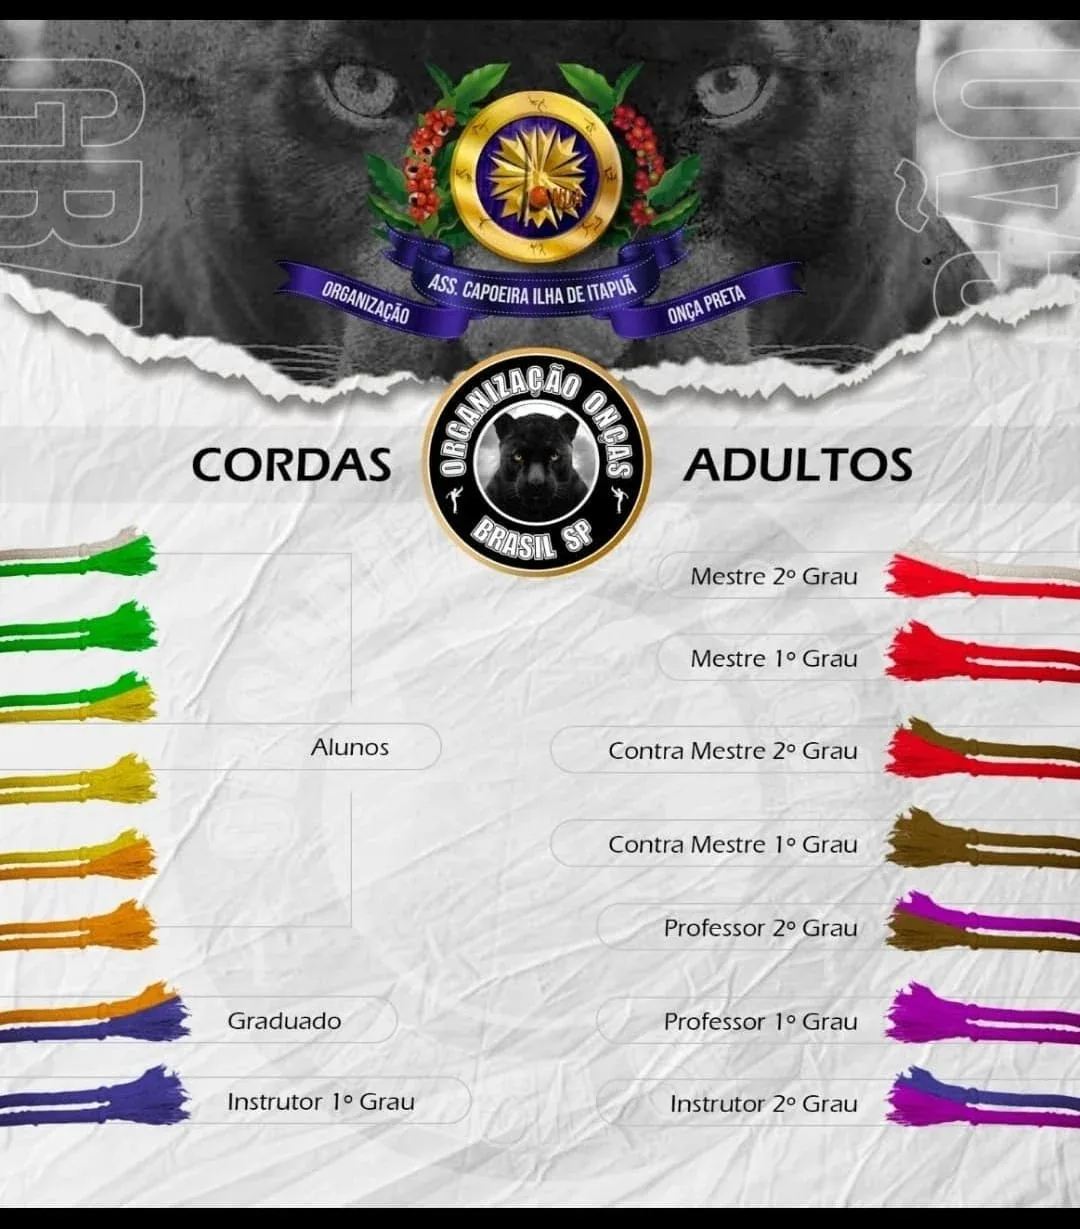 ORGANIZAÇÃO
ASS. CAPOEIRA ILHA DE ITAPUÃ
ONÇA PRETA
ORGANIZAÇÃO ONÇAS
BRASIL SP
CORDAS
ADULTOS
Alunos
Graduado
Instrutor 1º Grau
Mestre 2º Grau
Mestre 1º Grau
Contra Mestre 2º Grau
Contra Mestre 1º Grau
Professor 2º Grau
Professor 1º Grau
Instrutor 2º Grau